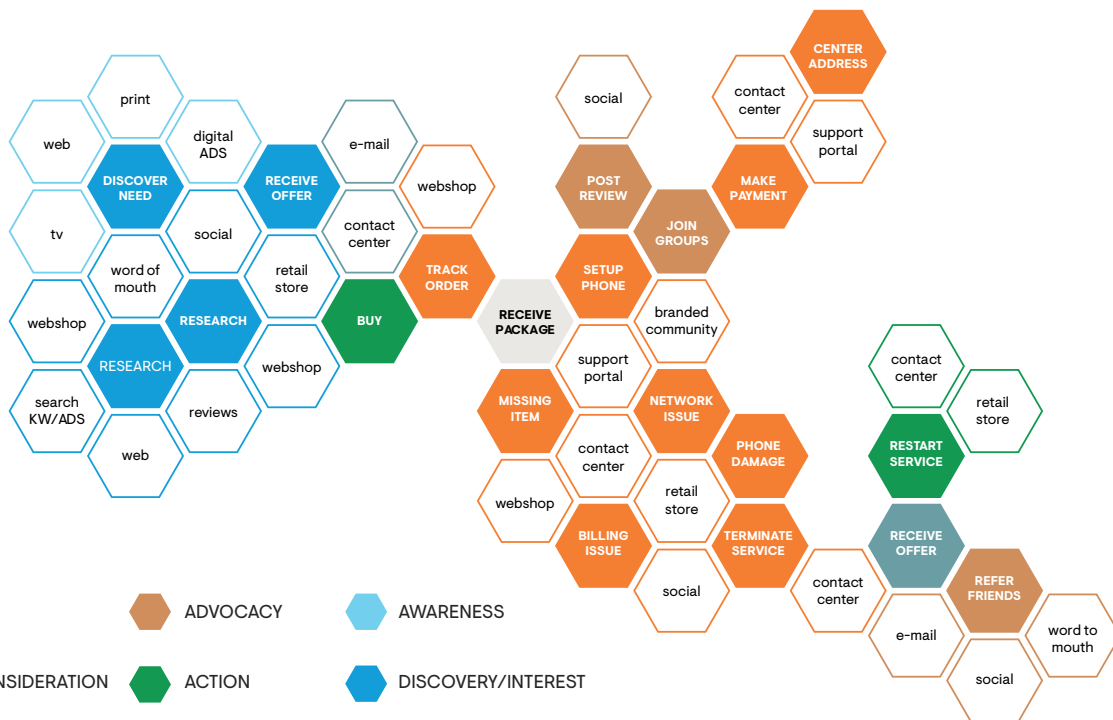 CENTER
ADDRESS
print
social
contact
center
web
digital
ADS
e-mail
support
portal
DISCOVER
NEED
RECEIVE
OFFER
webshop
POST
REVIEW
MAKE
PAYMENT
tv
social
contact
center
JOIN
GROUPS
word of
mouth
retail
store
TRACK
ORDER
SETUP
PHONE
webshop
RESEARCH
BUY
RECEIVE
PACKAGE
branded
community
RESEARCH
webshop
support
portal
contact
center
search
KW/ADS
reviews
MISSING
ITEM
NETWORK
ISSUE
retail
store
web
contact
center
PHONE
DAMAGE
RESTART
SERVICE
webshop
retail
store
BILLING
ISSUE
TERMINATE
SERVICE
RECEIVE
OFFER
social
contact
center
REFER
FRIENDS
e-mail
word to
mouth
social
ADVOCACY
AWARENESS
NSIDERATION
ACTION
DISCOVERY/INTEREST